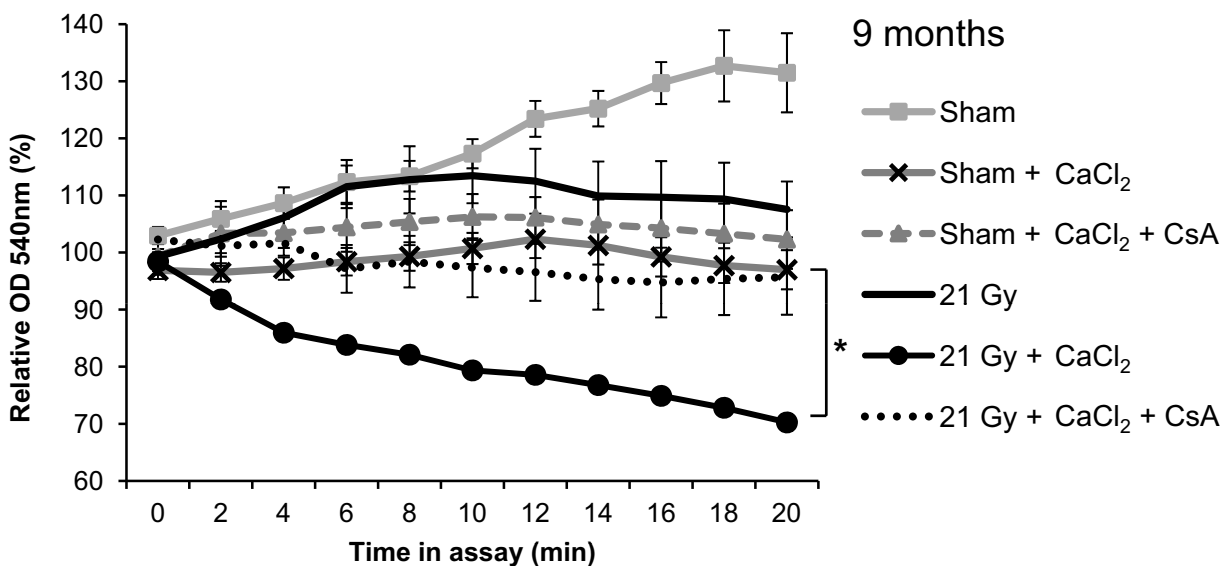 Relative OD 540nm (%)
140
130
120
110
100
90
80
70
60
0 2 4 6 8 10 12 14 16 18 20
Time in assay (min)
*
9 months
Sham
Sham + CaCl₂
Sham + CaCl₂ + CsA
21 Gy
21 Gy + CaCl₂
21 Gy + CaCl₂ + CsA